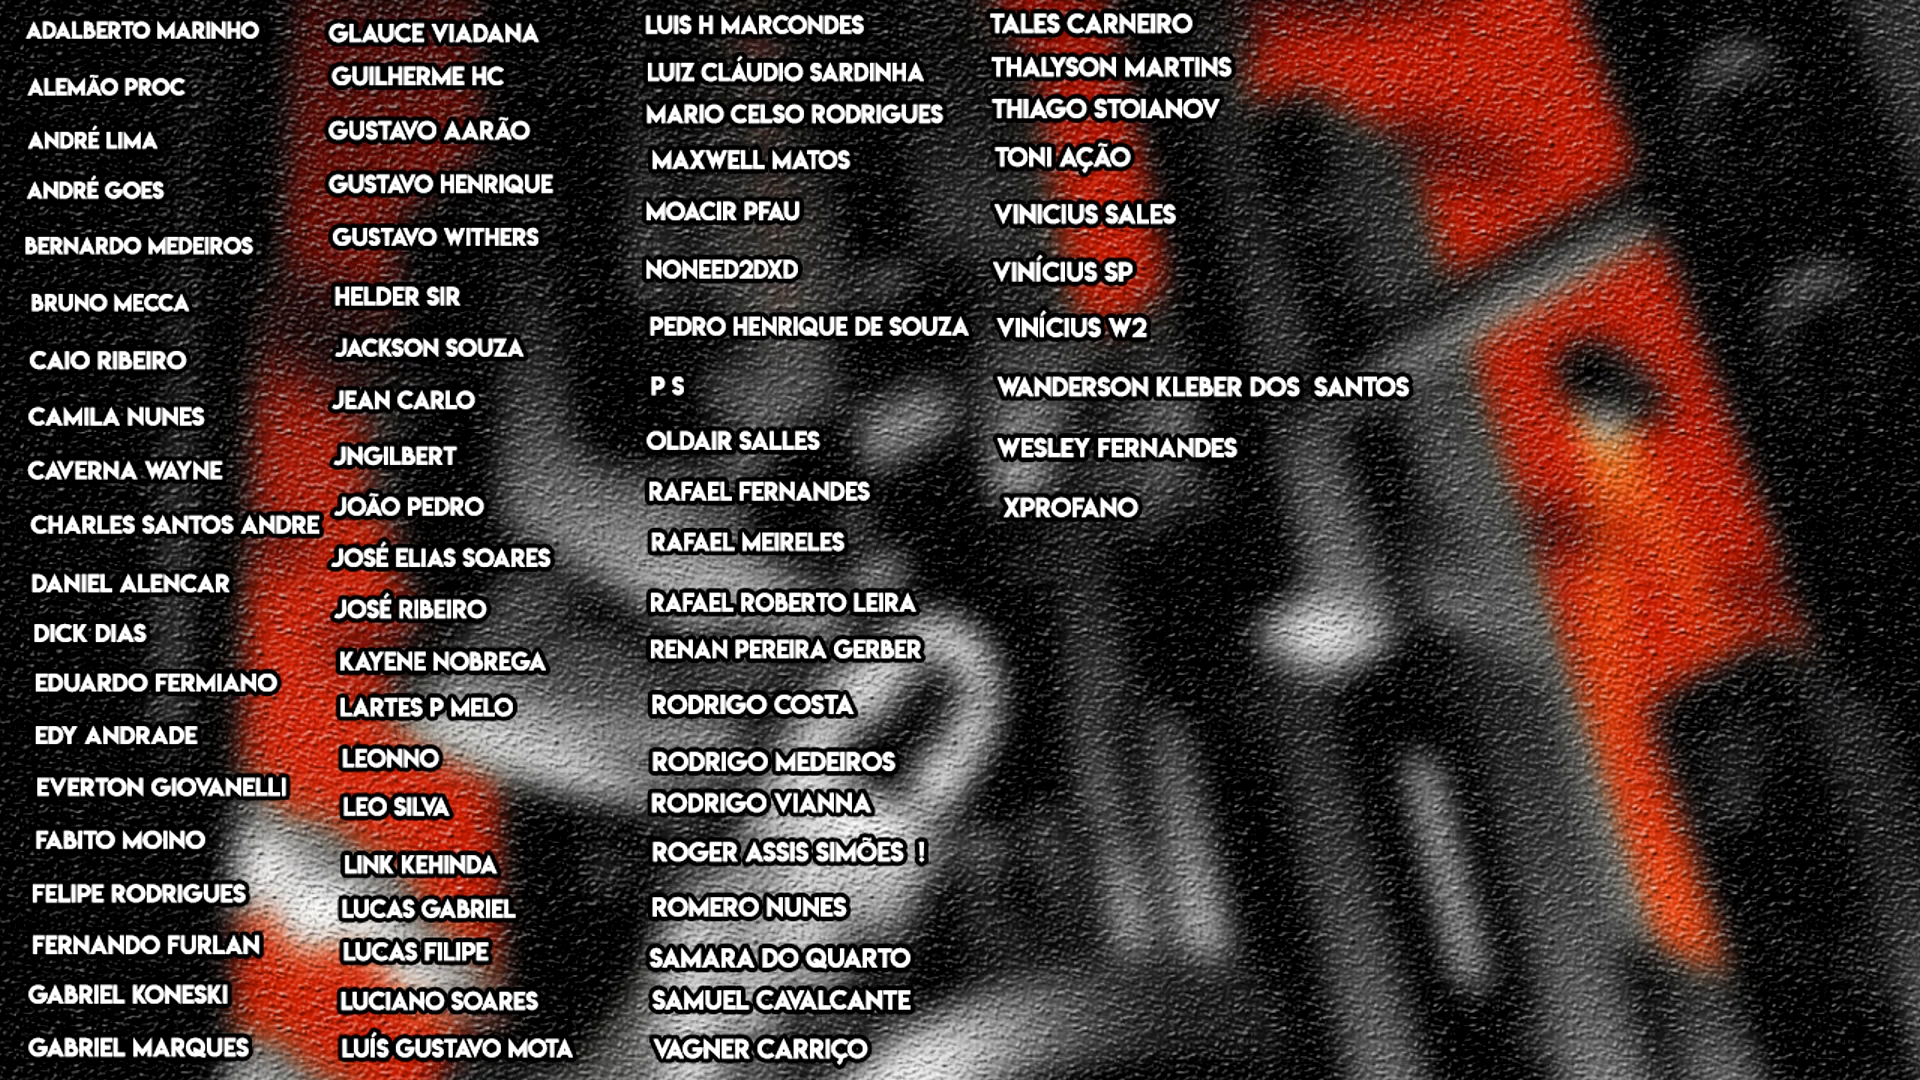 ADALBERTO MARINHO
ALEMÃO PROC
ANDRÉ LIMA
ANDRÉ GOES
BERNARDO MEDEIROS
BRUNO MECCA
CAIO RIBEIRO
CAMILA NUNES
CAVERNA WAYNE
CHARLES SANTOS ANDRE
DANIEL ALENCAR
DICK DIAS
EDUARDO FERMIANO
EDY ANDRADE
EVERTON GIOVANELLI
FABITO MOINO
FELIPE RODRIGUES
FERNANDO FURLAN
GABRIEL KONESKI
GABRIEL MARQUES
GLAUCE VIADANA
GUILHERME HC
GUSTAVO AARÃO
GUSTAVO HENRIQUE
GUSTAVO WITHERS
HELDER SIR
JACKSON SOUZA
JEAN CARLO
JNGILBERT
JOÃO PEDRO
JOSÉ ELIAS SOARES
JOSÉ RIBEIRO
KAYENE NOBREGA
LARTES P MELO
LEONNO
LEO SILVA
LINK KEHINDA
LUCAS GABRIEL
LUCAS FILIPE
LUCIANO SOARES
LUÍS GUSTAVO MOTA
LUIS H MARCONDES
LUIZ CLÁUDIO SARDINHA
MARIO CELSO RODRIGUES
MAXWELL MATOS
MOACIR PFAU
NONEED2DXD
PEDRO HENRIQUE DE SOUZA
P S
OLDAIR SALLES
RAFAEL FERNANDES
RAFAEL MEIRELES
RAFAEL ROBERTO LEIRA
RENAN PEREIRA GERBER
RODRIGO COSTA
RODRIGO MEDEIROS
RODRIGO VIANNA
ROGER ASSIS SIMÕES !
ROMERO NUNES
SAMARA DO QUARTO
SAMUEL CAVALCANTE
VAGNER CARRIÇO
TALES CARNEIRO
THALYSON MARTINS
THIAGO STOIANOV
TONI AÇÃO
VINICIUS SALES
VINÍCIUS SP
VINÍCIUS W2
WANDERSON KLEBER DOS SANTOS
WESLEY FERNANDES
XPROFANO